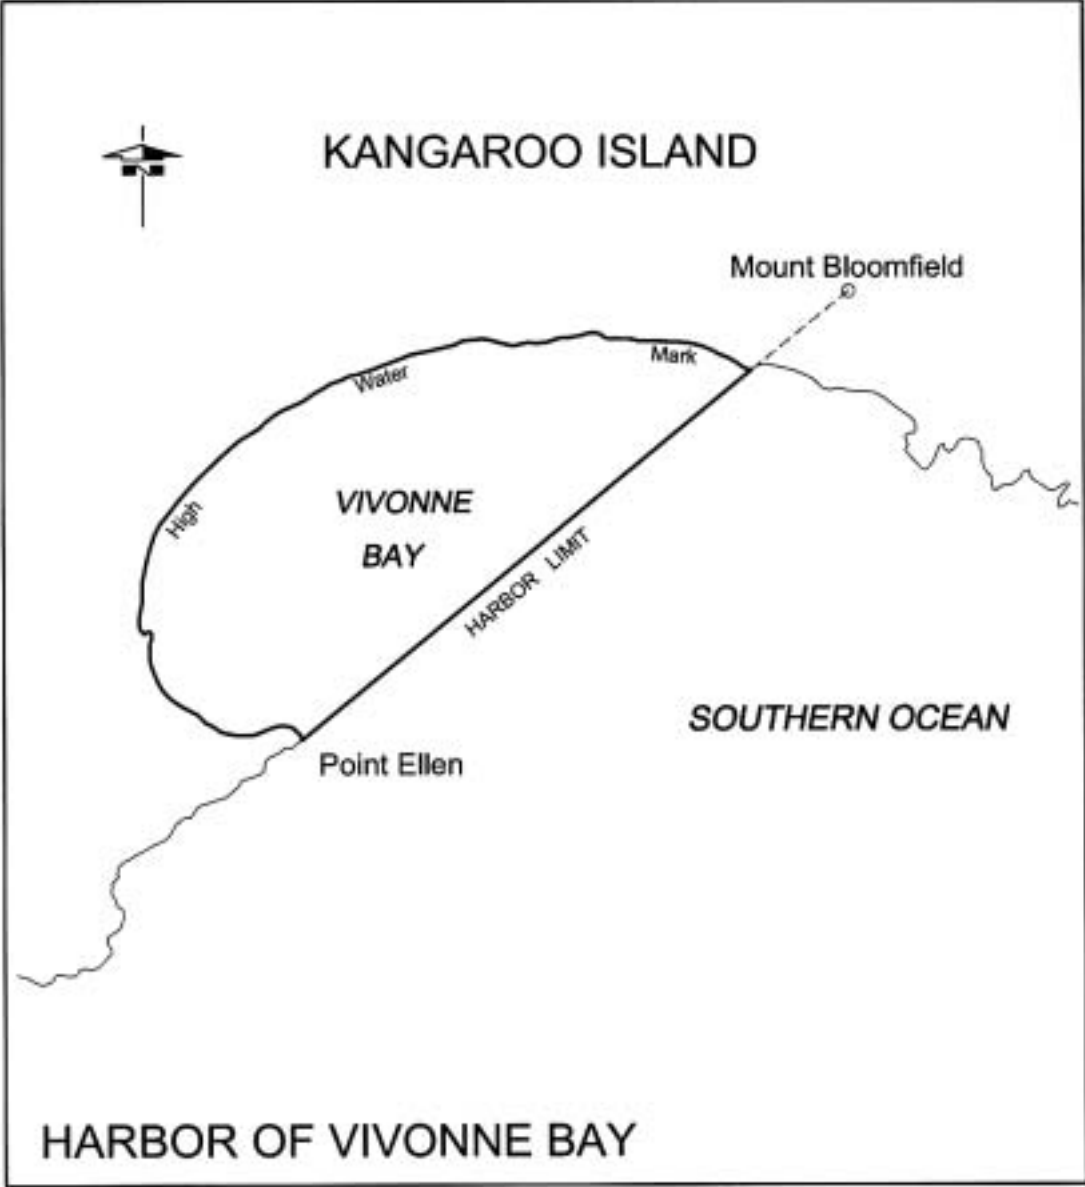 KANGAROO ISLAND
N
Mount Bloomfield
High Water Mark
VIVONNE
BAY
HARBOR LIMIT
SOUTHERN OCEAN
Point Ellen
HARBOR OF VIVONNE BAY